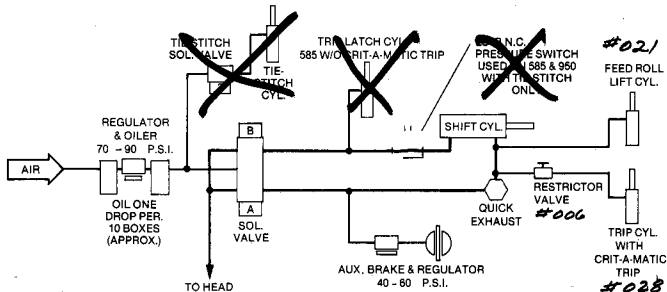 TIE-STITCH
SOL. VALVE
TIE-
STITCH
CYL.
TRIP LATCH CYL.
585 W/O CRIT-A-MATIC TRIP
N.C.
PRESSURE SWITCH
USED ON 585 & 950
WITH TIE STITCH
ONLY
#021
FEED ROLL
LIFT CYL.
REGULATOR
& OILER
70 - 90 P.S.I.
AIR
OIL ONE
DROP PER.
10 BOXES
(APPROX.)
B
A
SOL.
VALVE
SHIFT CYL.
QUICK
EXHAUST
RESTRICTOR
VALVE
#006
TRIP CYL.
WITH
CRIT-A-MATIC
TRIP
#028
AUX. BRAKE & REGULATOR
40 - 60 P.S.I.
TO HEAD